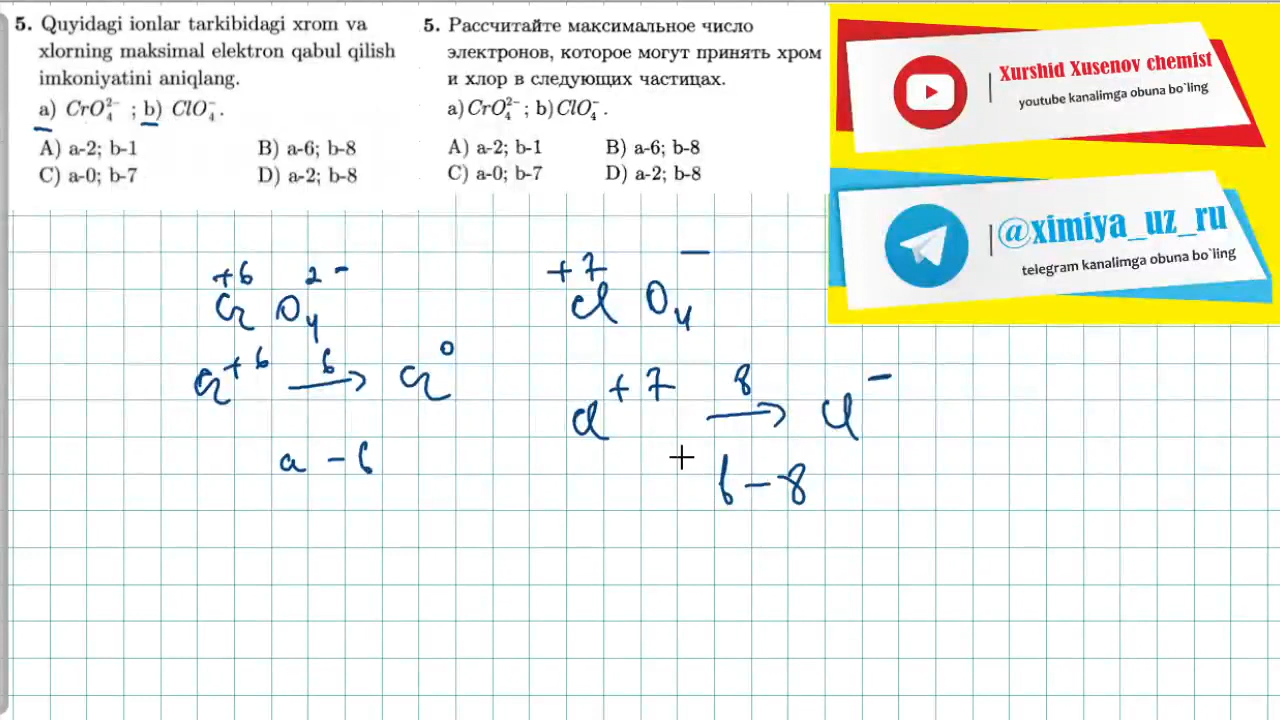 5. Quyidagi ionlar tarkibidagi xrom va
xlorning maksimal elektron qabul qilish
imkoniyatini aniqlang.
a) CrO₄²⁻ ; b) ClO₄⁻.
A) a-2; b-1 B) a-6; b-8
C) a-0; b-7 D) a-2; b-8
5. Рассчитайте максимальное число
электронов, которое могут принять хром
и хлор в следующих частицах.
a)CrO₄²⁻; b)ClO₄⁻.
A) a-2; b-1 B) a-6; b-8
C) a-0; b-7 D) a-2; b-8
Xurshid Xusenov chemist
youtube kanalimga obuna bo`ling
@ximiya_uz_ru
telegram kanalimga obuna bo`ling
+6 2-
Cr O₄
Cr⁺⁶ 6→ Cr⁰
a - 6
+7 -
Cl O₄
Cl⁺⁷ 8→ Cl⁻
b - 8